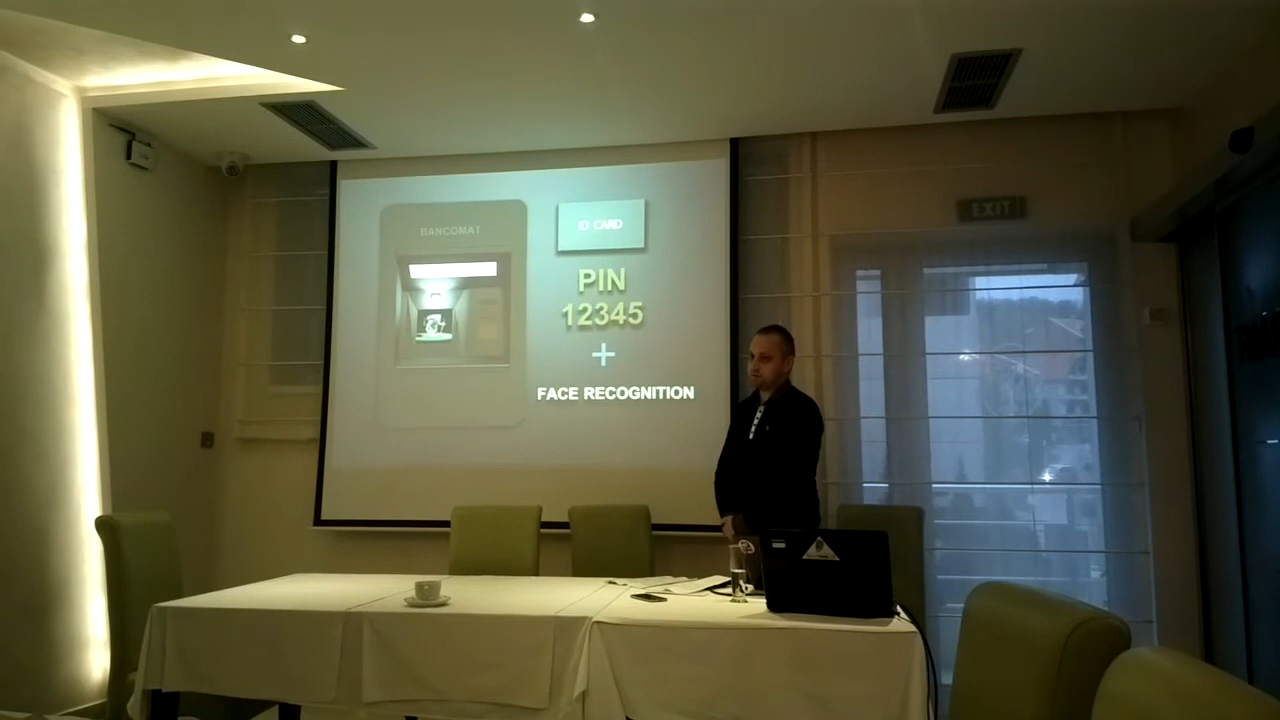 BANCOMAT
ID CARD
PIN
12345
+
FACE RECOGNITION
EXIT